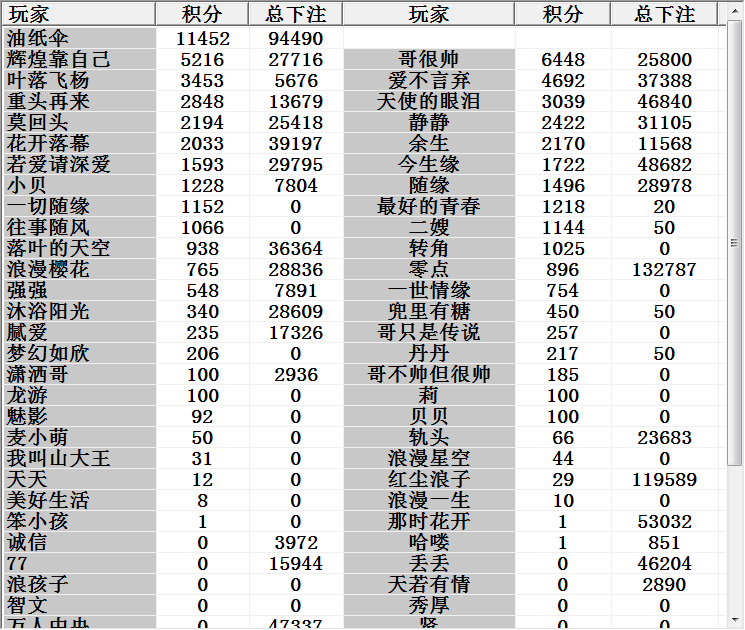 玩家 积分 总下注 玩家 积分 总下注
油纸伞 11452 94490
辉煌靠自己 5216 27716 哥很帅 6448 25800
叶落飞杨 3453 5676 爱不言弃 4692 37388
重头再来 2848 13679 天使的眼泪 3039 46840
莫回头 2194 25418 静静 2422 31105
花开落幕 2033 39197 余生 2170 11568
若爱请深爱 1593 29795 今生缘 1722 48682
小贝 1228 7804 随缘 1496 28978
一切随缘 1152 0 最好的青春 1218 20
往事随风 1066 0 二嫂 1144 50
落叶的天空 938 36364 转角 1025 0
浪漫樱花 765 28836 零点 896 132787
强强 548 7891 一世情缘 754 0
沐浴阳光 340 28609 兜里有糖 450 50
腻爱 235 17326 哥只是传说 257 0
梦幻如欣 206 0 丹丹 217 50
潇洒哥 100 2936 哥不帅但很帅 185 0
龙游 100 0 莉 100 0
魅影 92 0 贝贝 100 0
麦小萌 50 0 轨头 66 23683
我叫山大王 31 0 浪漫星空 44 0
天天 12 0 红尘浪子 29 119589
美好生活 8 0 浪漫一生 10 0
笨小孩 1 0 那时花开 1 53032
诚信 0 3972 哈喽 1 851
77 0 15944 丢丢 0 46204
浪孩子 0 0 天若有情 0 2890
智文 0 0 秀厚 0 0
万人中央 0 47337 贤 0 0